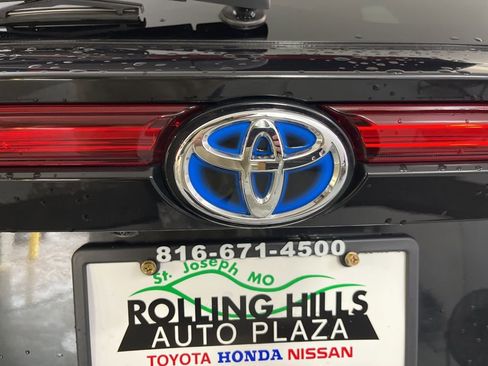 816-671-4500
St. Joseph MO
ROLLING HILLS
AUTO PLAZA
TOYOTA HONDA NISSAN